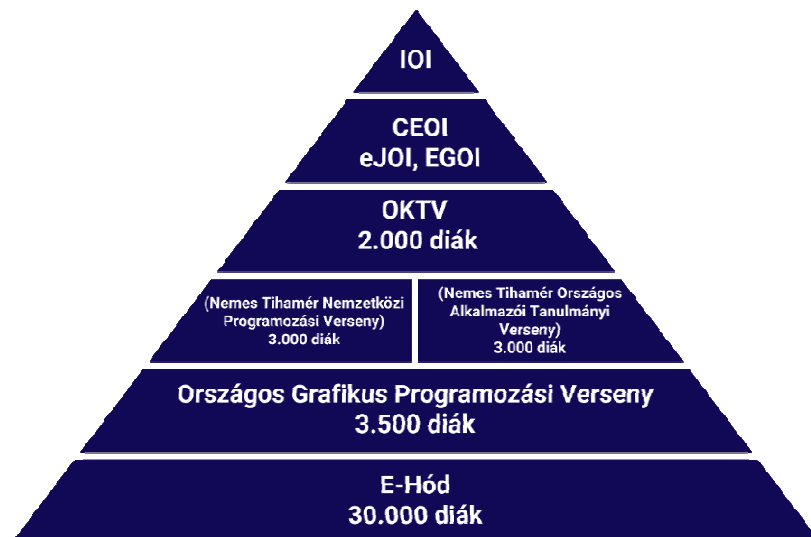 IOI
CEOI
eJOI, EGOI
OKTV
2.000 diák
(Nemes Tihamér Nemzetközi
Programozási Verseny)
3.000 diák
(Nemes Tihamér Országos
Alkalmazói Tanulmányi
Verseny)
3.000 diák
Országos Grafikus Programozási Verseny
3.500 diák
E-Hód
30.000 diák